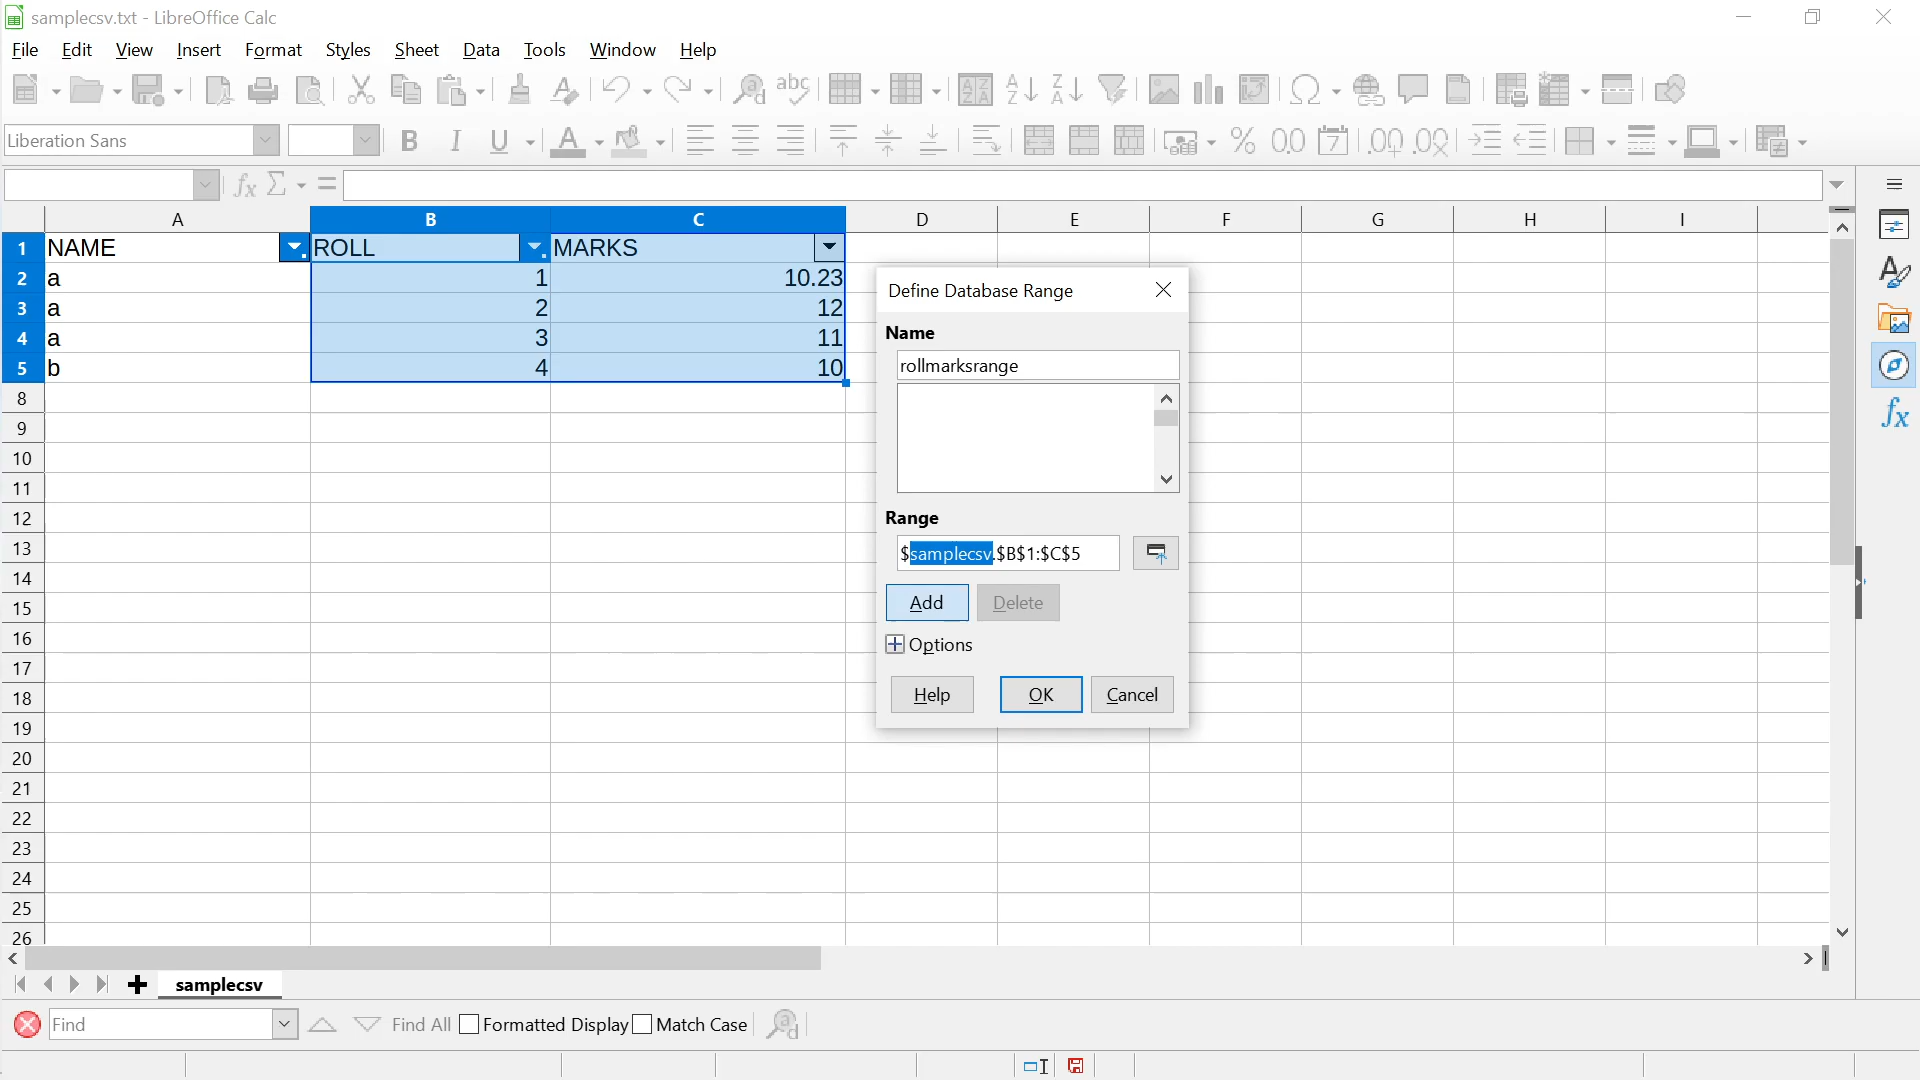 samplecsv.txt - LibreOffice Calc
File Edit View Insert Format Styles Sheet Data Tools Window Help
Liberation Sans
A B C D E F G H I
1 NAME ROLL MARKS
2 a 1 10.23
3 a 2 12
4 a 3 11
5 b 4 10
8
9
10
11
12
13
14
15
16
17
18
19
20
21
22
23
24
25
26
Define Database Range
Name
rollmarksrange
Range
$samplecsv.$B$1:$C$5
Add Delete
Options
Help OK Cancel
samplecsv
Find Find All Formatted Display Match Case